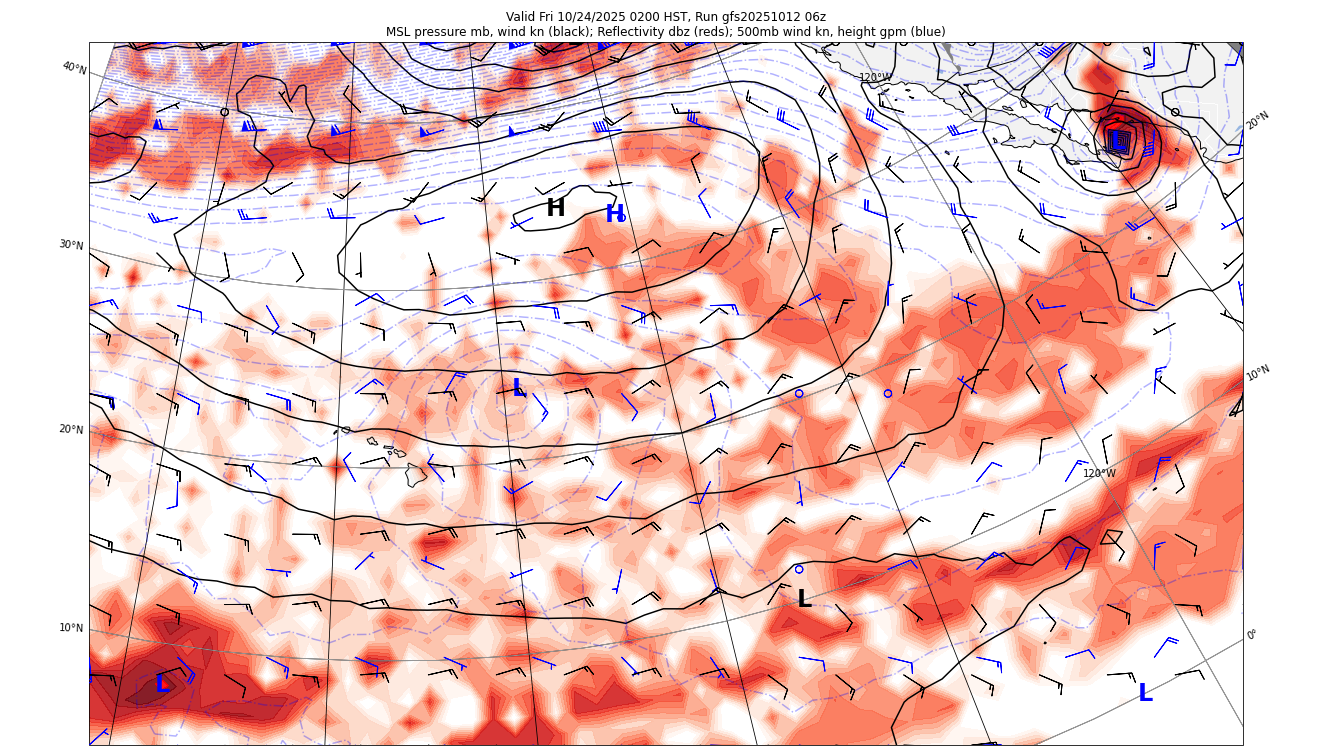 Valid Fri 10/24/2025 0200 HST, Run gfs20251012 06z
MSL pressure mb, wind kn (black); Reflectivity dbz (reds); 500mb wind kn, height gpm (blue)
40°N
120°W
20°N
H
H
30°N
10°N
L
20°N
120°W
L
10°N
0°
L
L